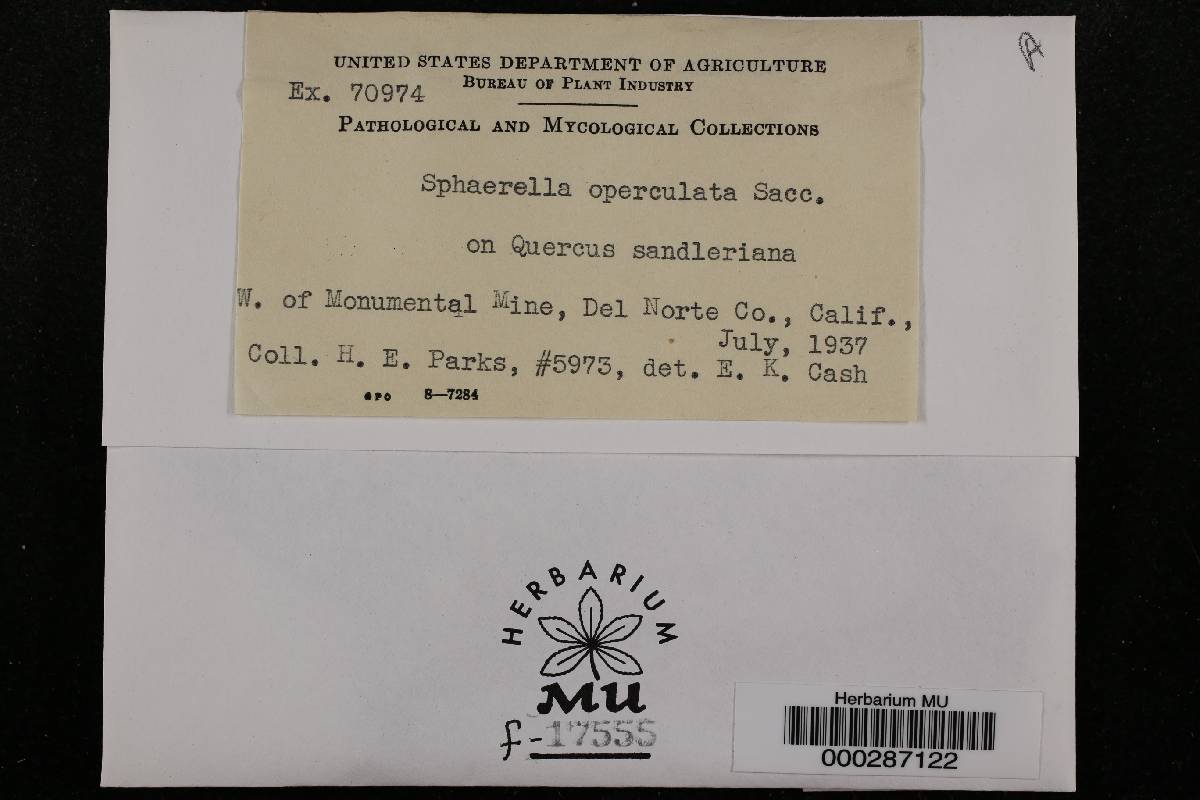 UNITED STATES DEPARTMENT OF AGRICULTURE
BUREAU OF PLANT INDUSTRY
Ex. 70974
PATHOLOGICAL AND MYCOLOGICAL COLLECTIONS
Sphaerella operculata Sacc.
on Quercus sandleriana
W. of Monumental Mine, Del Norte Co., Calif.,
July, 1937
Coll. H. E. Parks, #5973, det. E. K. Cash
GPO 8—7284
HERBARIUM
MU
f-17555
Herbarium MU
000287122